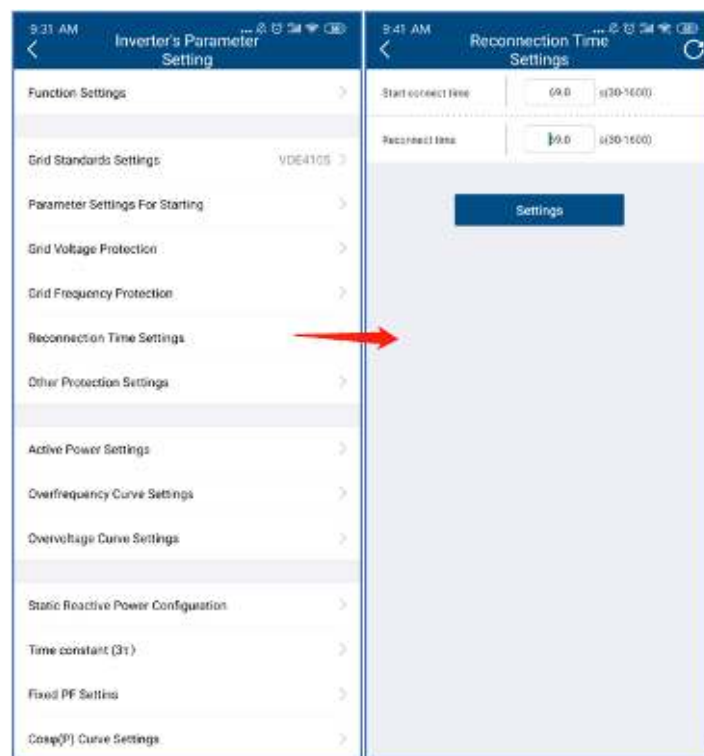 9:31 AM
Inverter's Parameter
Setting
Function Settings
Grid Standards Settings VDE4105
Parameter Settings For Starting
Grid Voltage Protection
Grid Frequency Protection
Reconnection Time Settings
Other Protection Settings
Active Power Settings
Overfrequency Curve Settings
Overvoltage Curve Settings
Static Reactive Power Configuration
Time constant (3τ)
Fixed PF Setting
Cosφ(P) Curve Settings
9:41 AM
Reconnection Time
Settings
Start connect time 69.0 s(30-1600)
Reconnect time 69.0 s(30-1600)
Settings